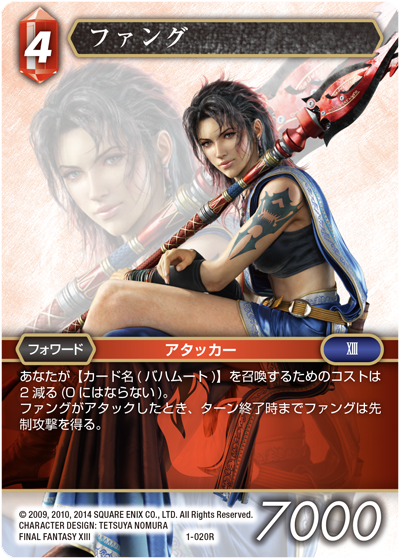 4
ファング
フォワード
アタッカー
XIII
あなたが【カード名(バハムート)】を召喚するためのコストは
2減る(0にはならない)。
ファングがアタックしたとき、ターン終了時までファングは先
制攻撃を得る。
© 2009, 2010, 2014 SQUARE ENIX CO., LTD. All Rights Reserved.
CHARACTER DESIGN: TETSUYA NOMURA
FINAL FANTASY XIII
1-020R
7000